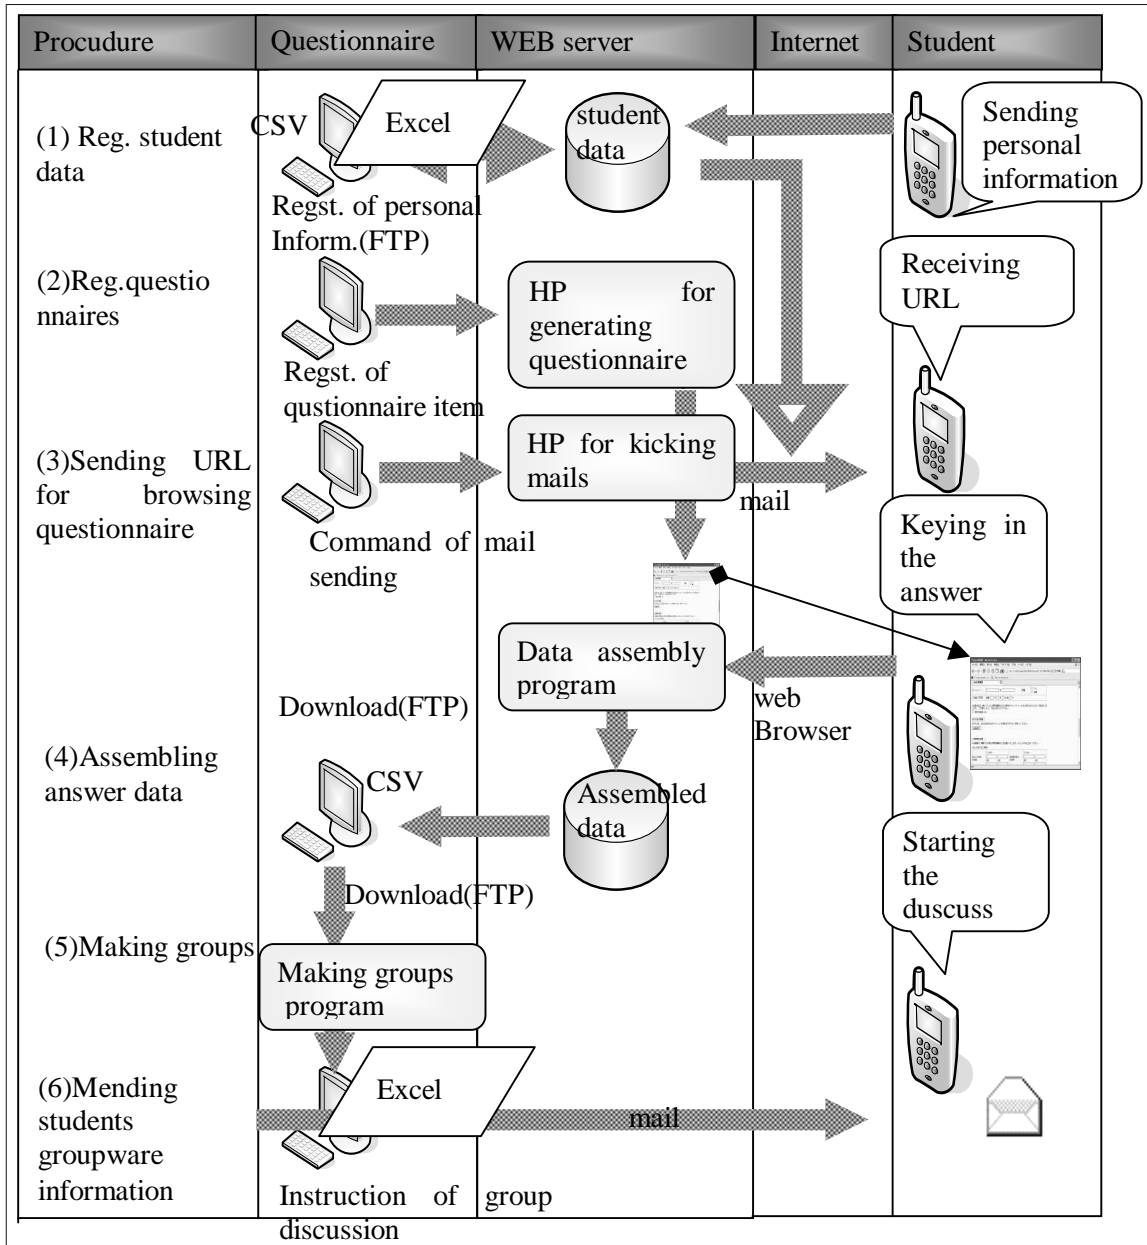 Procudure
Questionnaire
WEB server
Internet
Student
(1) Reg. student
data
CSV
Excel
student
data
Sending
personal
information
Regst. of personal
Inform.(FTP)
(2)Reg.questio
nnaires
HP for
generating
questionnaire
Receiving
URL
Regst. of
qustionnaire item
(3)Sending URL
for browsing
questionnaire
HP for kicking
mails
mail
Command of mail
sending
Keying in
the
answer
Data assembly
program
web
Browser
Download(FTP)
(4)Assembling
answer data
CSV
Assembled
data
Starting
the
duscuss
Download(FTP)
(5)Making groups
Making groups
program
(6)Mending
students
groupware
information
Excel
mail
Instruction of group
discussion